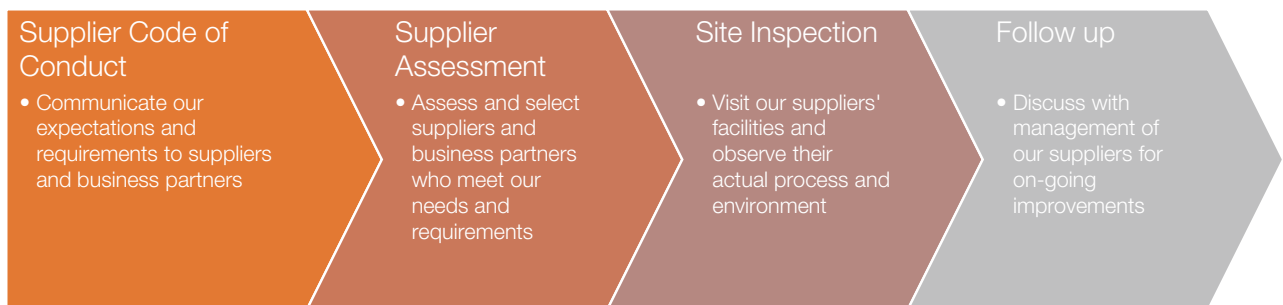 Supplier Code of
Conduct
• Communicate our
expectations and
requirements to suppliers
and business partners
Supplier
Assessment
• Assess and select
suppliers and
business partners
who meet our
needs and
requirements
Site Inspection
• Visit our suppliers'
facilities and
observe their
actual process and
environment
Follow up
• Discuss with
management of
our suppliers for
on-going
improvements